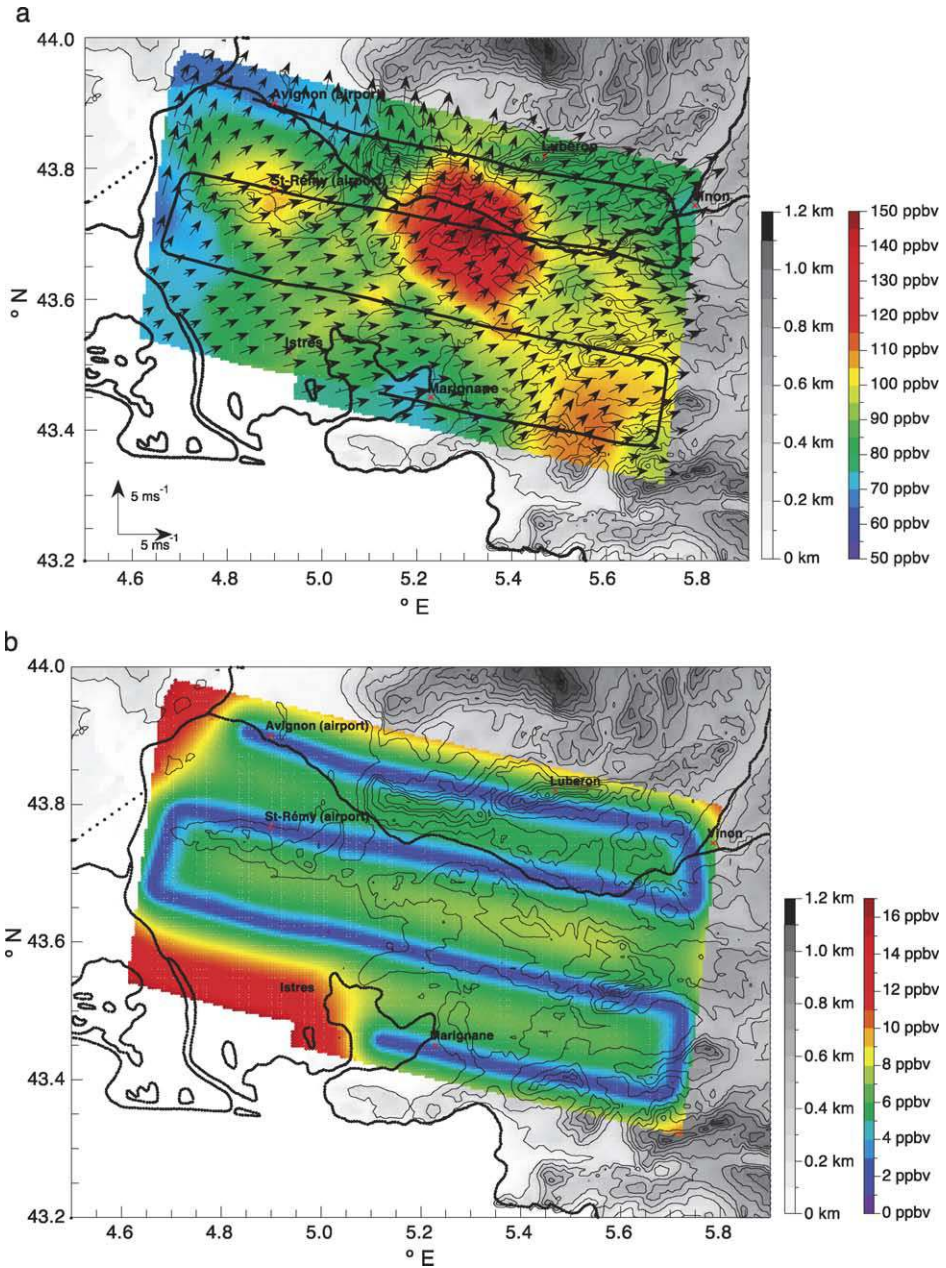 a
44.0
43.8
43.6
43.4
43.2
° N
Avignon (airport)
Luberon
St-Rémy (airport)
Vinon
Istres
Marignane
5 ms-1
5 ms-1
4.6 4.8 5.0 5.2 5.4 5.6 5.8
° E
1.2 km
1.0 km
0.8 km
0.6 km
0.4 km
0.2 km
0 km
150 ppbv
140 ppbv
130 ppbv
120 ppbv
110 ppbv
100 ppbv
90 ppbv
80 ppbv
70 ppbv
60 ppbv
50 ppbv
b
44.0
43.8
43.6
43.4
43.2
° N
Avignon (airport)
Luberon
St-Rémy (airport)
Vinon
Istres
Marignane
4.6 4.8 5.0 5.2 5.4 5.6 5.8
° E
1.2 km
1.0 km
0.8 km
0.6 km
0.4 km
0.2 km
0 km
16 ppbv
14 ppbv
12 ppbv
10 ppbv
8 ppbv
6 ppbv
4 ppbv
2 ppbv
0 ppbv